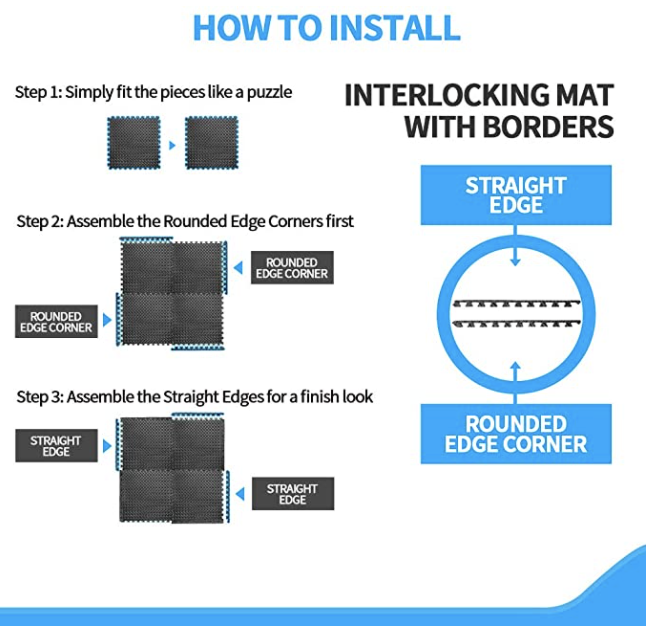 HOW TO INSTALL
Step 1: Simply fit the pieces like a puzzle
INTERLOCKING MAT
WITH BORDERS
Step 2: Assemble the Rounded Edge Corners first
ROUNDED
EDGE CORNER
ROUNDED
EDGE CORNER
Step 3: Assemble the Straight Edges for a finish look
STRAIGHT
EDGE
STRAIGHT
EDGE
STRAIGHT
EDGE
ROUNDED
EDGE CORNER